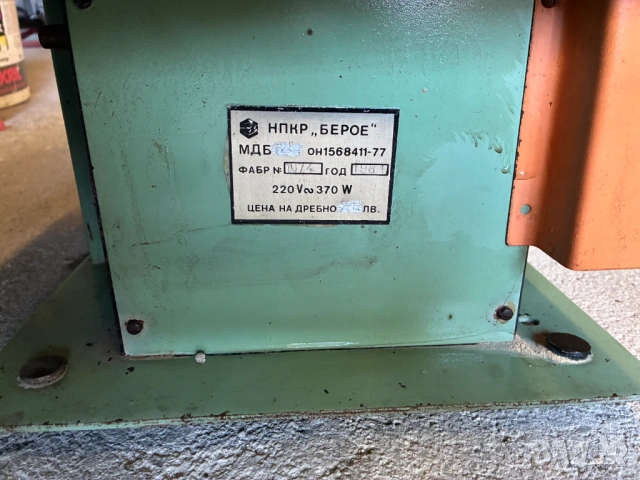 НПКР „БЕРОЕ"
МДБ ОН1568411-77
ФАБР № ГОД
220V∾370 W
ЦЕНА НА ДРЕБНО ЛВ.